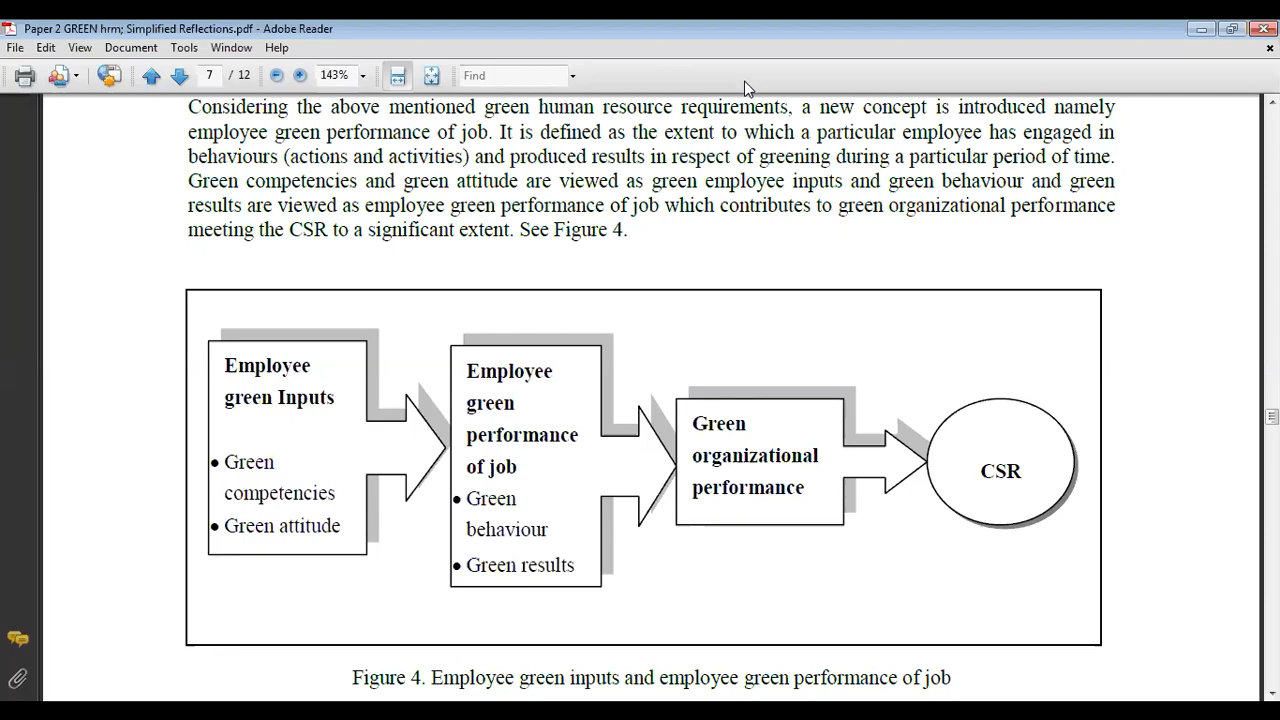 Paper 2 GREEN hrm; Simplified Reflections.pdf - Adobe Reader
File Edit View Document Tools Window Help
7 / 12 143% Find
Considering the above mentioned green human resource requirements, a new concept is introduced namely
employee green performance of job. It is defined as the extent to which a particular employee has engaged in
behaviours (actions and activities) and produced results in respect of greening during a particular period of time.
Green competencies and green attitude are viewed as green employee inputs and green behaviour and green
results are viewed as employee green performance of job which contributes to green organizational performance
meeting the CSR to a significant extent. See Figure 4.
Employee
green Inputs
• Green
competencies
• Green attitude
Employee
green
performance
of job
• Green
behaviour
• Green results
Green
organizational
performance
CSR
Figure 4. Employee green inputs and employee green performance of job